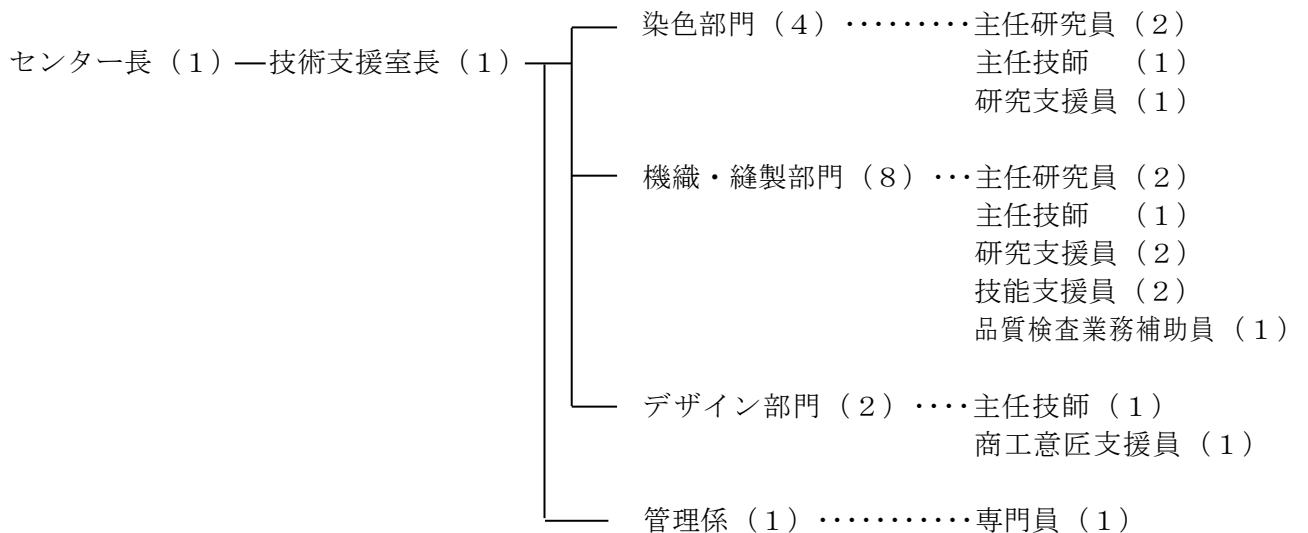 染色部門（４）･････････主任研究員（２）
センター長（１）―技術支援室長（１）
主任技師　（１）
研究支援員（１）
機織・縫製部門（８）･･･主任研究員（２）
主任技師　（１）
研究支援員（２）
技能支援員（２）
品質検査業務補助員（１）
デザイン部門（２）････主任技師（１）
商工意匠支援員（１）
管理係（１）･･･････････専門員（１）